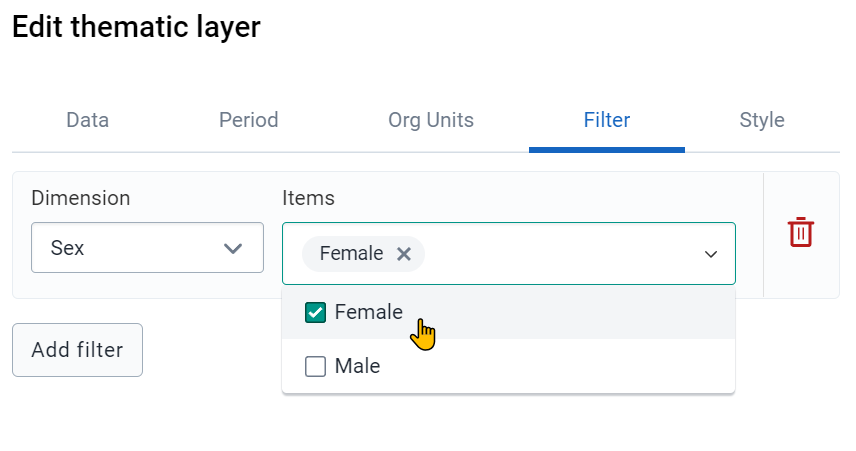 Edit thematic layer
Data Period Org Units Filter Style
Dimension Items
Sex Female
Female
Add filter
Male